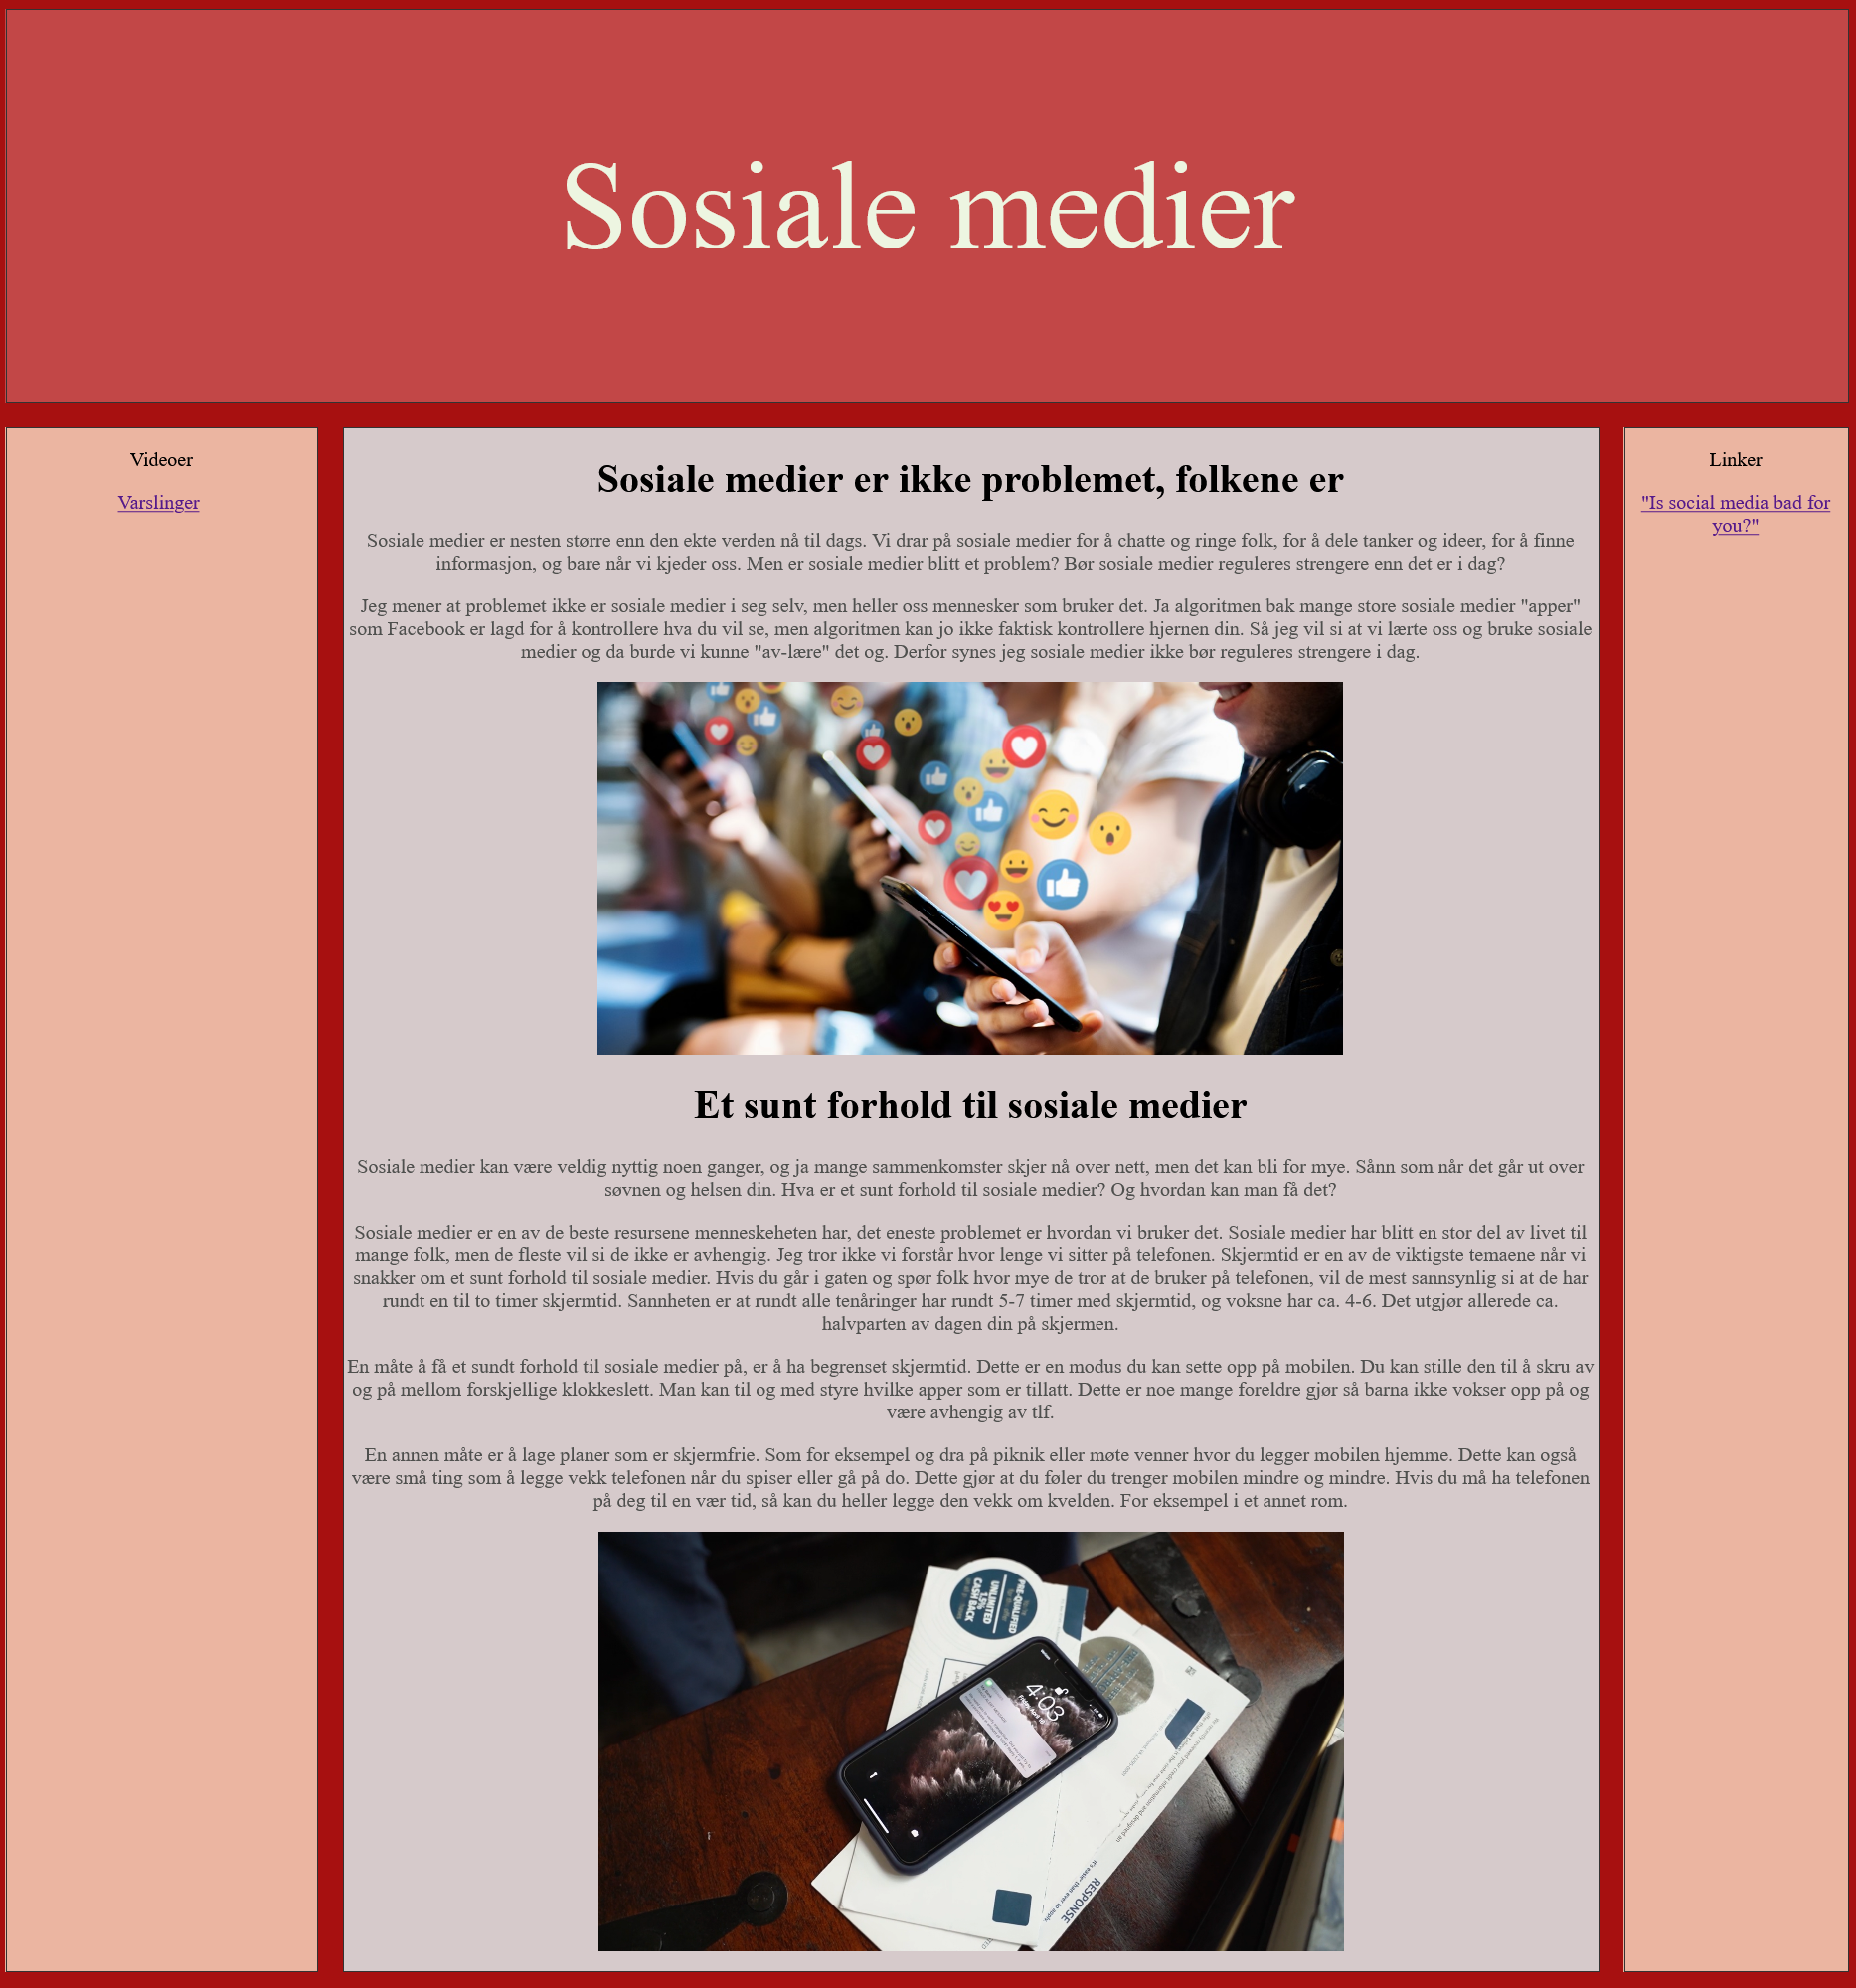 Sosiale medier
Videoer
Varslinger
Sosiale medier er ikke problemet, folkene er
Sosiale medier er nesten større enn den ekte verden nå til dags. Vi drar på sosiale medier for å chatte og ringe folk, for å dele tanker og ideer, for å finne
informasjon, og bare når vi kjeder oss. Men er sosiale medier blitt et problem? Bør sosiale medier reguleres strengere enn det er i dag?
Jeg mener at problemet ikke er sosiale medier i seg selv, men heller oss mennesker som bruker det. Ja algoritmen bak mange store sosiale medier "apper"
som Facebook er lagd for å kontrollere hva du vil se, men algoritmen kan jo ikke faktisk kontrollere hjernen din. Så jeg vil si at vi lærte oss og bruke sosiale
medier og da burde vi kunne "av-lære" det og. Derfor synes jeg sosiale medier ikke bør reguleres strengere i dag.
Et sunt forhold til sosiale medier
Sosiale medier kan være veldig nyttig noen ganger, og ja mange sammenkomster skjer nå over nett, men det kan bli for mye. Sånn som når det går ut over
søvnen og helsen din. Hva er et sunt forhold til sosiale medier? Og hvordan kan man få det?
Sosiale medier er en av de beste resursene menneskeheten har, det eneste problemet er hvordan vi bruker det. Sosiale medier har blitt en stor del av livet til
mange folk, men de fleste vil si de ikke er avhengig. Jeg tror ikke vi forstår hvor lenge vi sitter på telefonen. Skjermtid er en av de viktigste temaene når vi
snakker om et sunt forhold til sosiale medier. Hvis du går i gaten og spør folk hvor mye de tror at de bruker på telefonen, vil de mest sannsynlig si at de har
rundt en til to timer skjermtid. Sannheten er at rundt alle tenåringer har rundt 5-7 timer med skjermtid, og voksne har ca. 4-6. Det utgjør allerede ca.
halvparten av dagen din på skjermen.
En måte å få et sundt forhold til sosiale medier på, er å ha begrenset skjermtid. Dette er en modus du kan sette opp på mobilen. Du kan stille den til å skru av
og på mellom forskjellige klokkeslett. Man kan til og med styre hvilke apper som er tillatt. Dette er noe mange foreldre gjør så barna ikke vokser opp på og
være avhengig av tlf.
En annen måte er å lage planer som er skjermfrie. Som for eksempel og dra på piknik eller møte venner hvor du legger mobilen hjemme. Dette kan også
være små ting som å legge vekk telefonen når du spiser eller gå på do. Dette gjør at du føler du trenger mobilen mindre og mindre. Hvis du må ha telefonen
på deg til en vær tid, så kan du heller legge den vekk om kvelden. For eksempel i et annet rom.
PRE-QUALIFIED
UNLIMITED
1.5%
CASH BACK
4:03
RESPONSE
Linker
"Is social media bad for
you?"